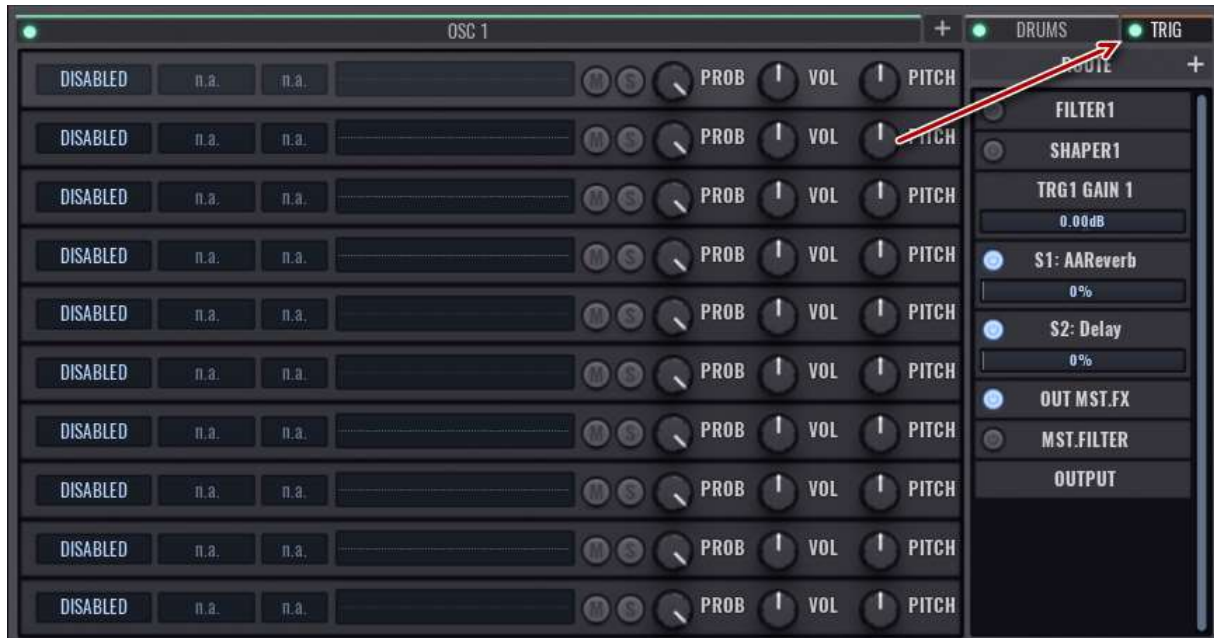 OSC 1 + DRUMS TRIG
ROUTE +
DISABLED n.a. n.a. M S PROB VOL PITCH
DISABLED n.a. n.a. M S PROB VOL PITCH
DISABLED n.a. n.a. M S PROB VOL PITCH
DISABLED n.a. n.a. M S PROB VOL PITCH
DISABLED n.a. n.a. M S PROB VOL PITCH
DISABLED n.a. n.a. M S PROB VOL PITCH
DISABLED n.a. n.a. M S PROB VOL PITCH
DISABLED n.a. n.a. M S PROB VOL PITCH
DISABLED n.a. n.a. M S PROB VOL PITCH
DISABLED n.a. n.a. M S PROB VOL PITCH
FILTER1
SHAPER1
TRG1 GAIN 1
0.00dB
S1: AAReverb
0%
S2: Delay
0%
OUT MST.FX
MST.FILTER
OUTPUT